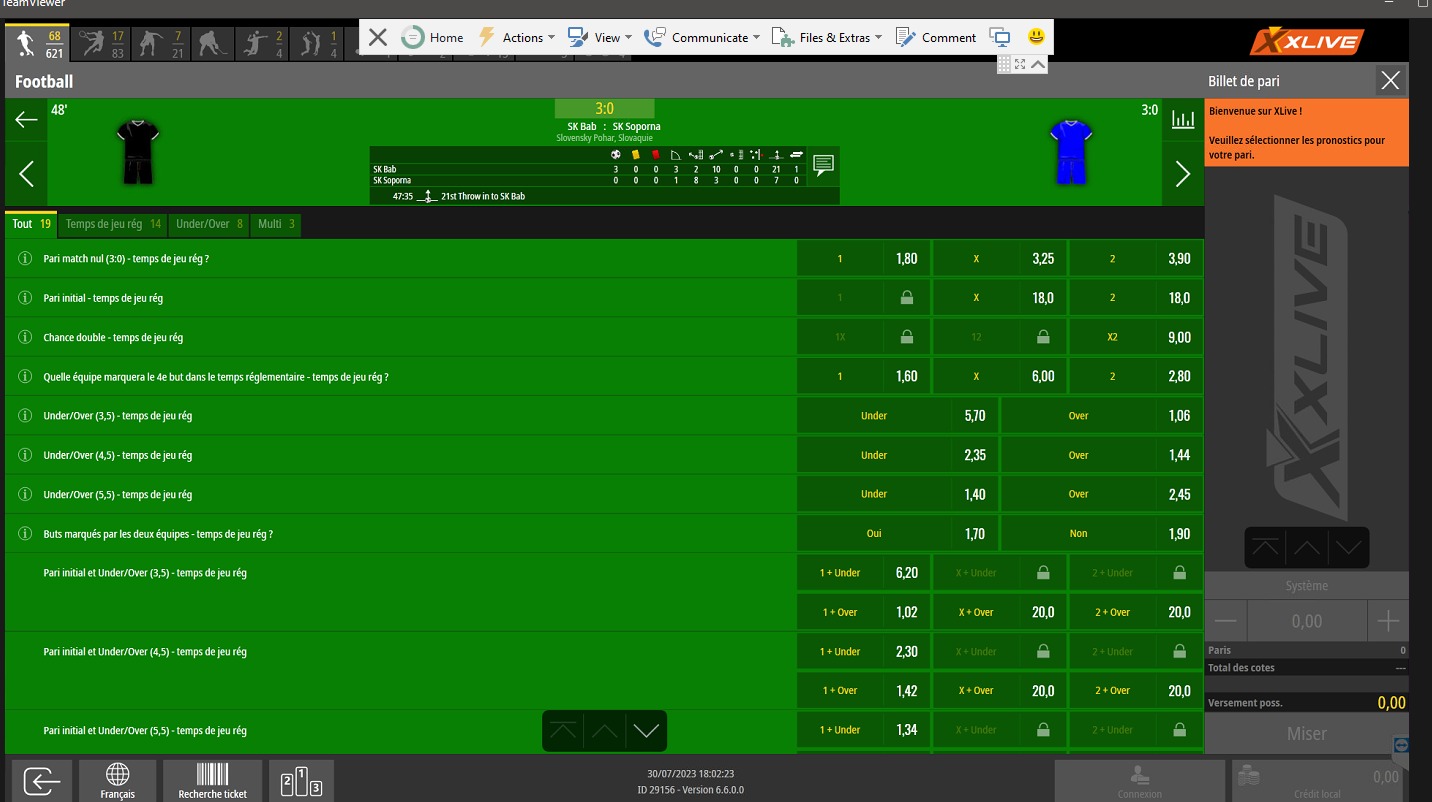 TeamViewer
68
621
17
83
7
21
2
4
1
4
Home
Actions
View
Communicate
Files & Extras
Comment
XLIVE
Football
Billet de pari
48'
3:0
3:0
SK Bab : SK Soporna
Slovensky Pohar, Slovaquie
SK Bab 3 0 0 3 2 10 0 0 21 1
SK Soporna 0 0 0 1 8 3 0 0 7 0
47:35 21st Throw in to SK Bab
Bienvenue sur XLive !
Veuillez sélectionner les pronostics pour
votre pari.
Tout 19
Temps de jeu rég 14
Under/Over 8
Multi 3
Pari match nul (3:0) - temps de jeu rég ? 1 1,80 X 3,25 2 3,90
Pari initial - temps de jeu rég 1 X 18,0 2 18,0
Chance double - temps de jeu rég 1X 12 X2 9,00
Quelle équipe marquera le 4e but dans le temps réglementaire - temps de jeu rég ? 1 1,60 X 6,00 2 2,80
Under/Over (3,5) - temps de jeu rég Under 5,70 Over 1,06
Under/Over (4,5) - temps de jeu rég Under 2,35 Over 1,44
Under/Over (5,5) - temps de jeu rég Under 1,40 Over 2,45
Buts marqués par les deux équipes - temps de jeu rég ? Oui 1,70 Non 1,90
Pari initial et Under/Over (3,5) - temps de jeu rég 1 + Under 6,20 X + Under 2 + Under
1 + Over 1,02 X + Over 20,0 2 + Over 20,0
Pari initial et Under/Over (4,5) - temps de jeu rég 1 + Under 2,30 X + Under 2 + Under
1 + Over 1,42 X + Over 20,0 2 + Over 20,0
Pari initial et Under/Over (5,5) - temps de jeu rég 1 + Under 1,34 X + Under 2 + Under
XLIVE
Système
0,00
Paris 0
Total des cotes ---
Versement poss. 0,00
Miser
Français
Recherche ticket
2 1 3
30/07/2023 18:02:23
ID 29156 - Version 6.6.0.0
Connexion
0,00
Crédit local